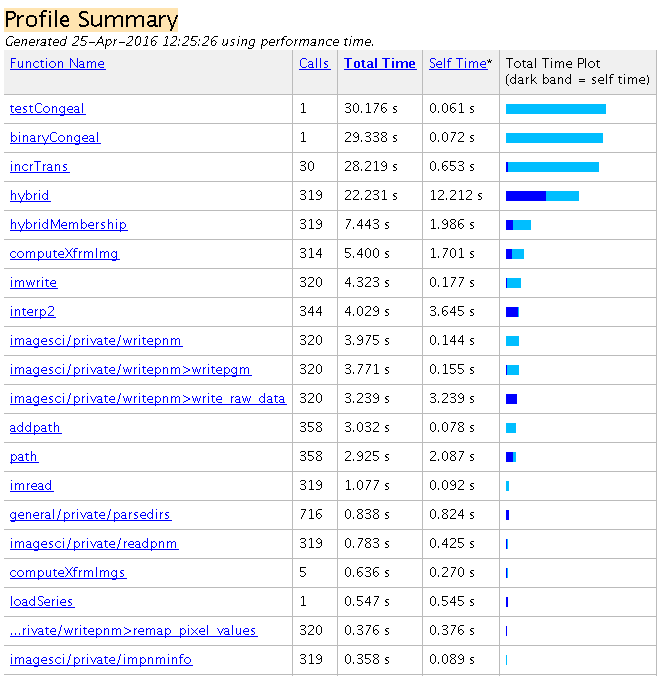 Profile Summary
Generated 25-Apr-2016 12:25:26 using performance time.
Function Name Calls Total Time Self Time* Total Time Plot
(dark band = self time)
testCongeal 1 30.176 s 0.061 s
binaryCongeal 1 29.338 s 0.072 s
incrTrans 30 28.219 s 0.653 s
hybrid 319 22.231 s 12.212 s
hybridMembership 319 7.443 s 1.986 s
computeXfrmImg 314 5.400 s 1.701 s
imwrite 320 4.323 s 0.177 s
interp2 344 4.029 s 3.645 s
imagesci/private/writepnm 320 3.975 s 0.144 s
imagesci/private/writepnm>writepgm 320 3.771 s 0.155 s
imagesci/private/writepnm>write_raw_data 320 3.239 s 3.239 s
addpath 358 3.032 s 0.078 s
path 358 2.925 s 2.087 s
imread 319 1.077 s 0.092 s
general/private/parsedirs 716 0.838 s 0.824 s
imagesci/private/readpnm 319 0.783 s 0.425 s
computeXfrmImgs 5 0.636 s 0.270 s
loadSeries 1 0.547 s 0.545 s
...rivate/writepnm>remap_pixel_values 320 0.376 s 0.376 s
imagesci/private/impnminfo 319 0.358 s 0.089 s